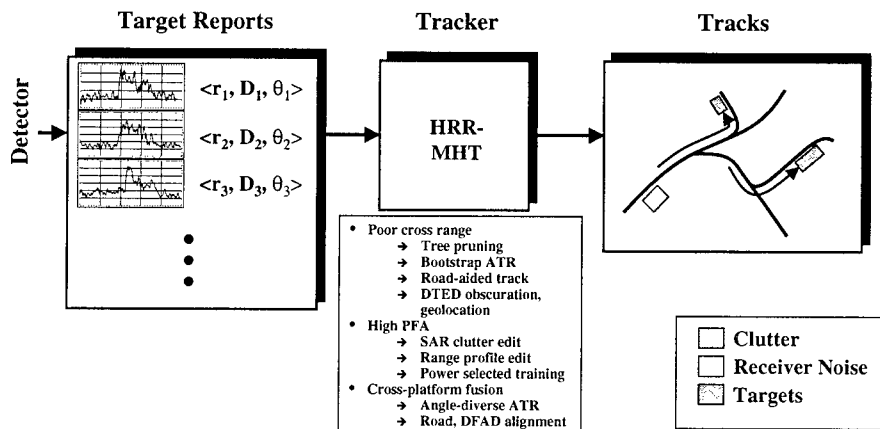 Target Reports
Tracker
Tracks
Detector
<r1, D1, θ1>
<r2, D2, θ2>
<r3, D3, θ3>
HRR-
MHT
• Poor cross range
→ Tree pruning
→ Bootstrap ATR
→ Road-aided track
→ DTED obscuration,
geolocation
• High PFA
→ SAR clutter edit
→ Range profile edit
→ Power selected training
• Cross-platform fusion
→ Angle-diverse ATR
→ Road, DFAD alignment
Clutter
Receiver Noise
Targets